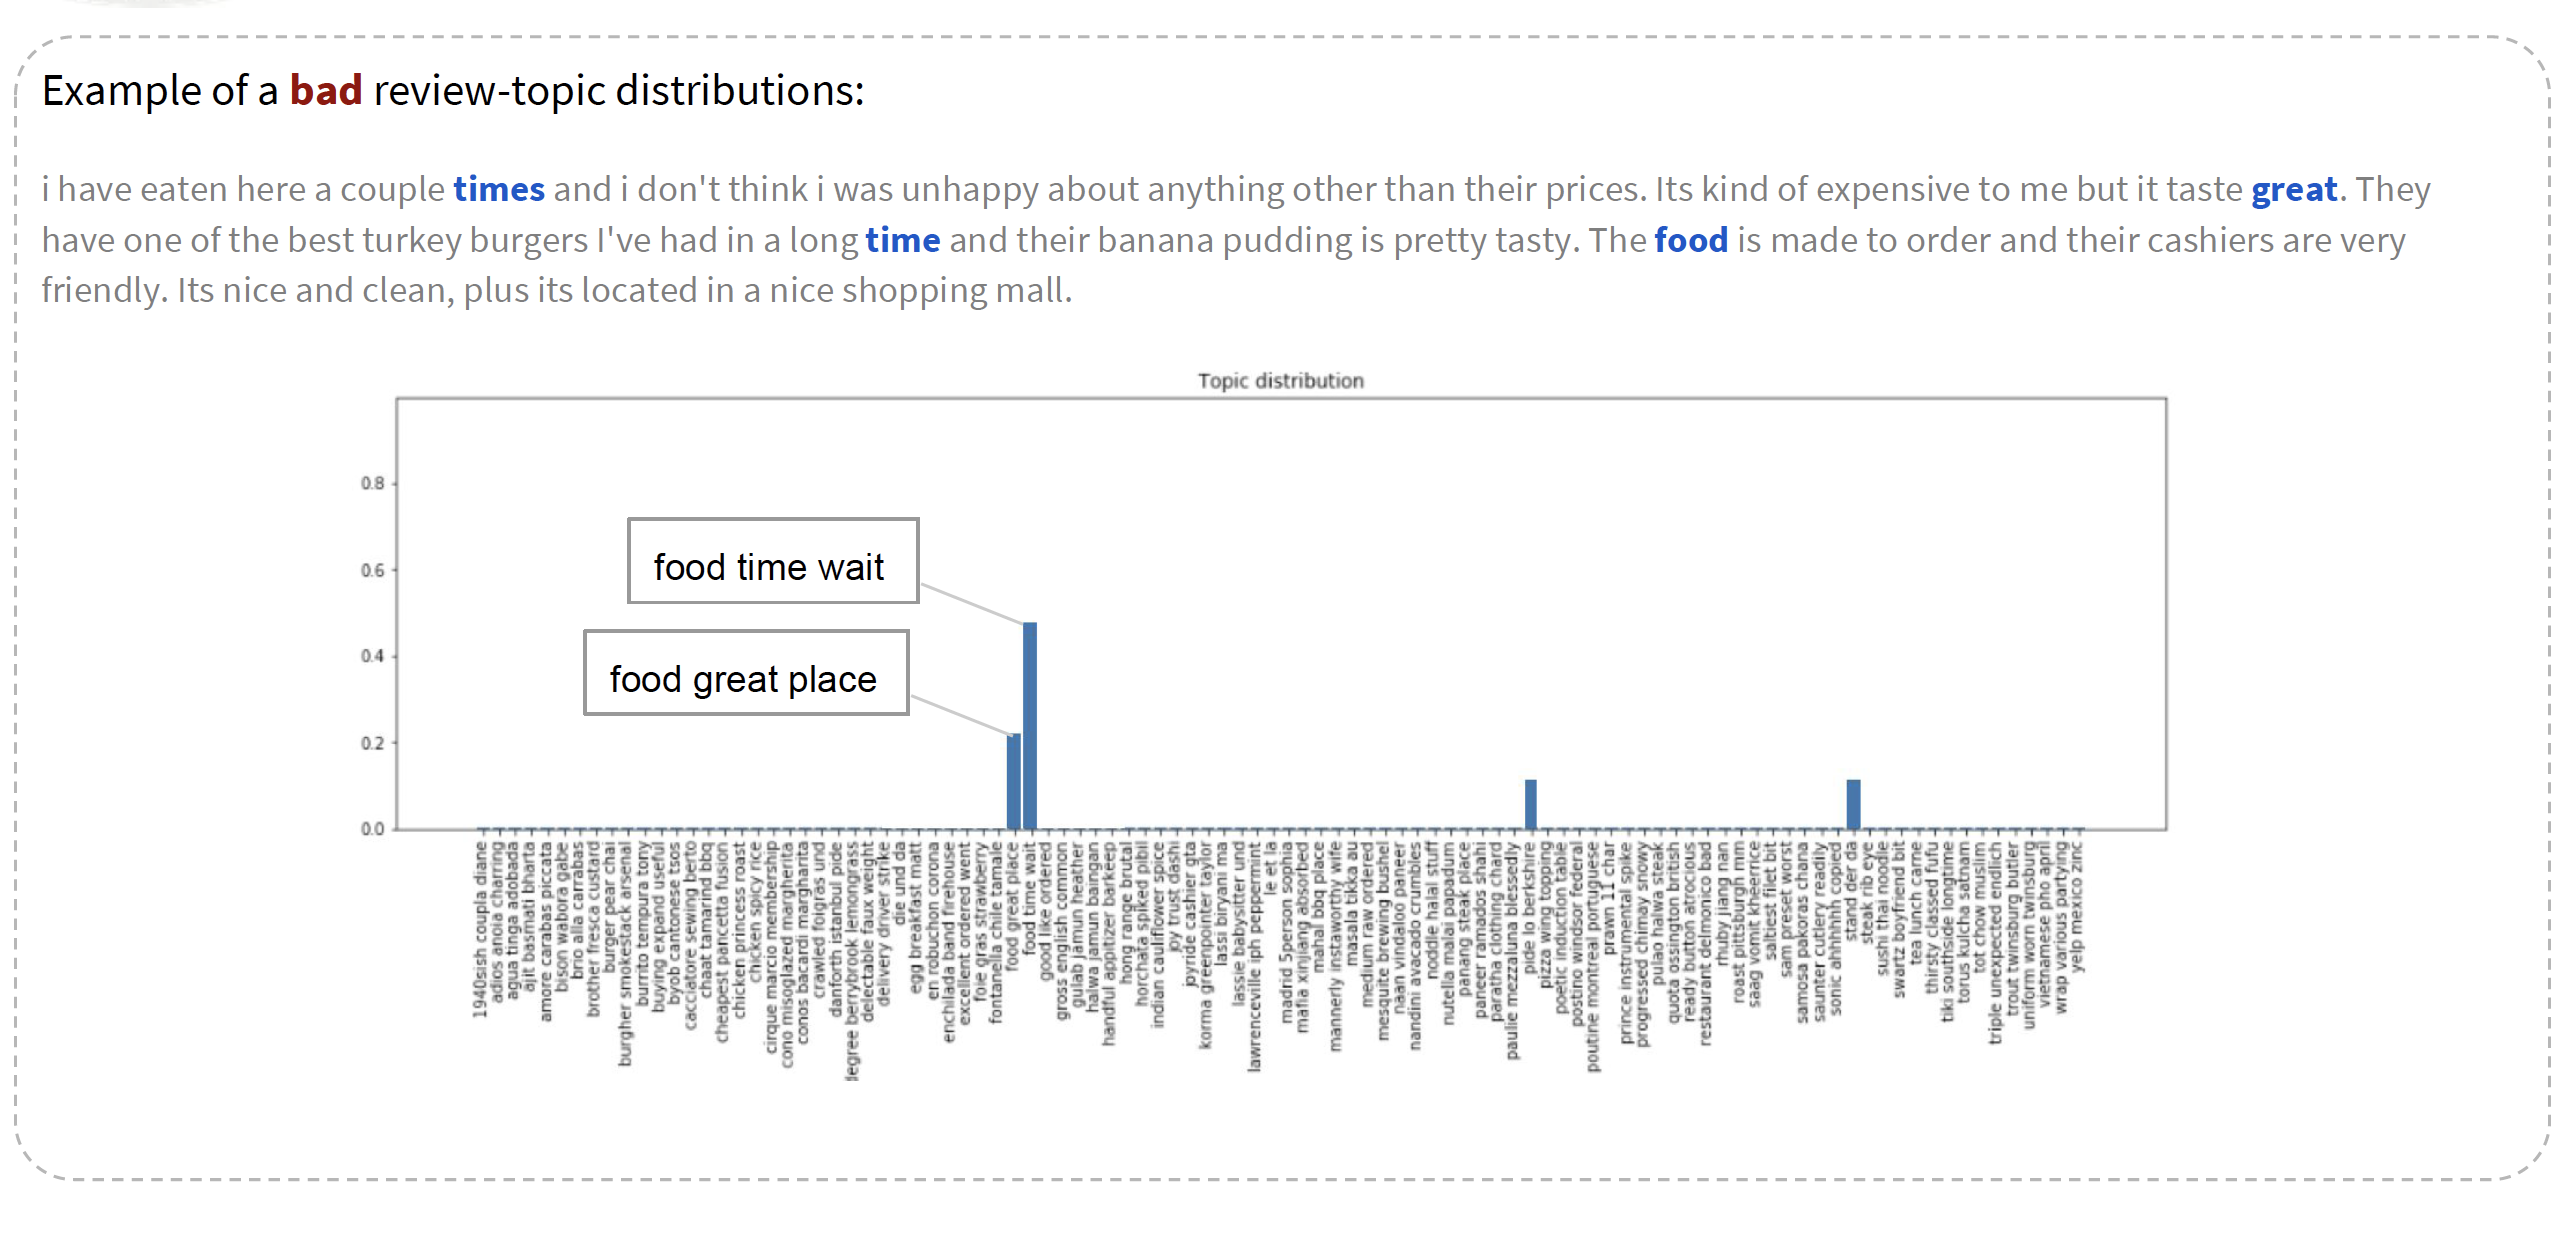 Example of a bad review-topic distributions:
i have eaten here a couple times and i don't think i was unhappy about anything other than their prices. Its kind of expensive to me but it taste great. They
have one of the best turkey burgers I've had in a long time and their banana pudding is pretty tasty. The food is made to order and their cashiers are very
friendly. Its nice and clean, plus its located in a nice shopping mall.
Topic distribution
0.8
0.6
0.4
0.2
0.0
food time wait
food great place
1940sish coupla diane
adios anoia charring
agua tinga adobada
ajit basmati bharta
amore carabas piccata
bison wabora gabe
brio alla carrabas
brother fresca custard
burger pear chai
burgher smokestack arsenal
burrito tempura tony
buying expand useful
byob cantonese tsos
cacciatore sewing berto
chaat tamarind bbq
cheapest pancetta fusion
chicken princess roast
chicken spicy rice
cirque marcio membership
cono misoglazed margherita
conos bacardi margharita
crawled foigras und
danforth istanbul pide
degree berrybrook lemongrass
delectable faux weight
delivery driver strike
die und da
egg breakfast matt
en robuchon corona
enchilada band firehouse
excellent ordered went
foie gras strawberry
fontanella chile tamale
food great place
food time wait
good like ordered
gross english common
gulab jamun heather
halwa jamun baingan
handful appitizer barkeep
hong range brutal
horchata spiked pibil
indian cauliflower spice
joy trust dashi
joyride cashier gta
korma greenpointer taylor
lassi biryani ma
lassie babysitter und
lawrenceville iph peppermint
le et la
madrid 5person sophia
mafia xinjiang absorbed
mahal bbq place
mannerly instaworthy wife
masala tikka au
medium raw ordered
mesquite brewing bushel
naan vindaloo paneer
nandini avacado crumbles
noddle halal stuff
nutella malai papadum
panang steak place
paneer ramados shahi
paratha clothing chard
paulie mezzaluna blessedly
pide lo berkshire
pizza wing topping
poetic induction table
postino windsor federal
poutine montreal portuguese
prawn 11 char
prince instrumental spike
progressed chimay snowy
pulao halwa steak
quota ossington british
ready button atrocious
restaurant delmonico bad
rhuby jiang nan
roast pittsburgh mm
saag vomit kheerrice
saltiest filet bit
sam preset worst
samosa pakoras chana
saunter cutlery readily
sonic ahhhhhh copied
stand der da
steak rib eye
sushi thai noodle
swartz boyfriend bit
tea lunch carne
thirsty classed fufu
tiki southside longtime
torus kulcha satnam
tot chow muslim
triple unexpected endlich
trout twinsburg butler
uniform worn twinsburg
vietnamese pho april
wrap various partying
yelp mexico zinc